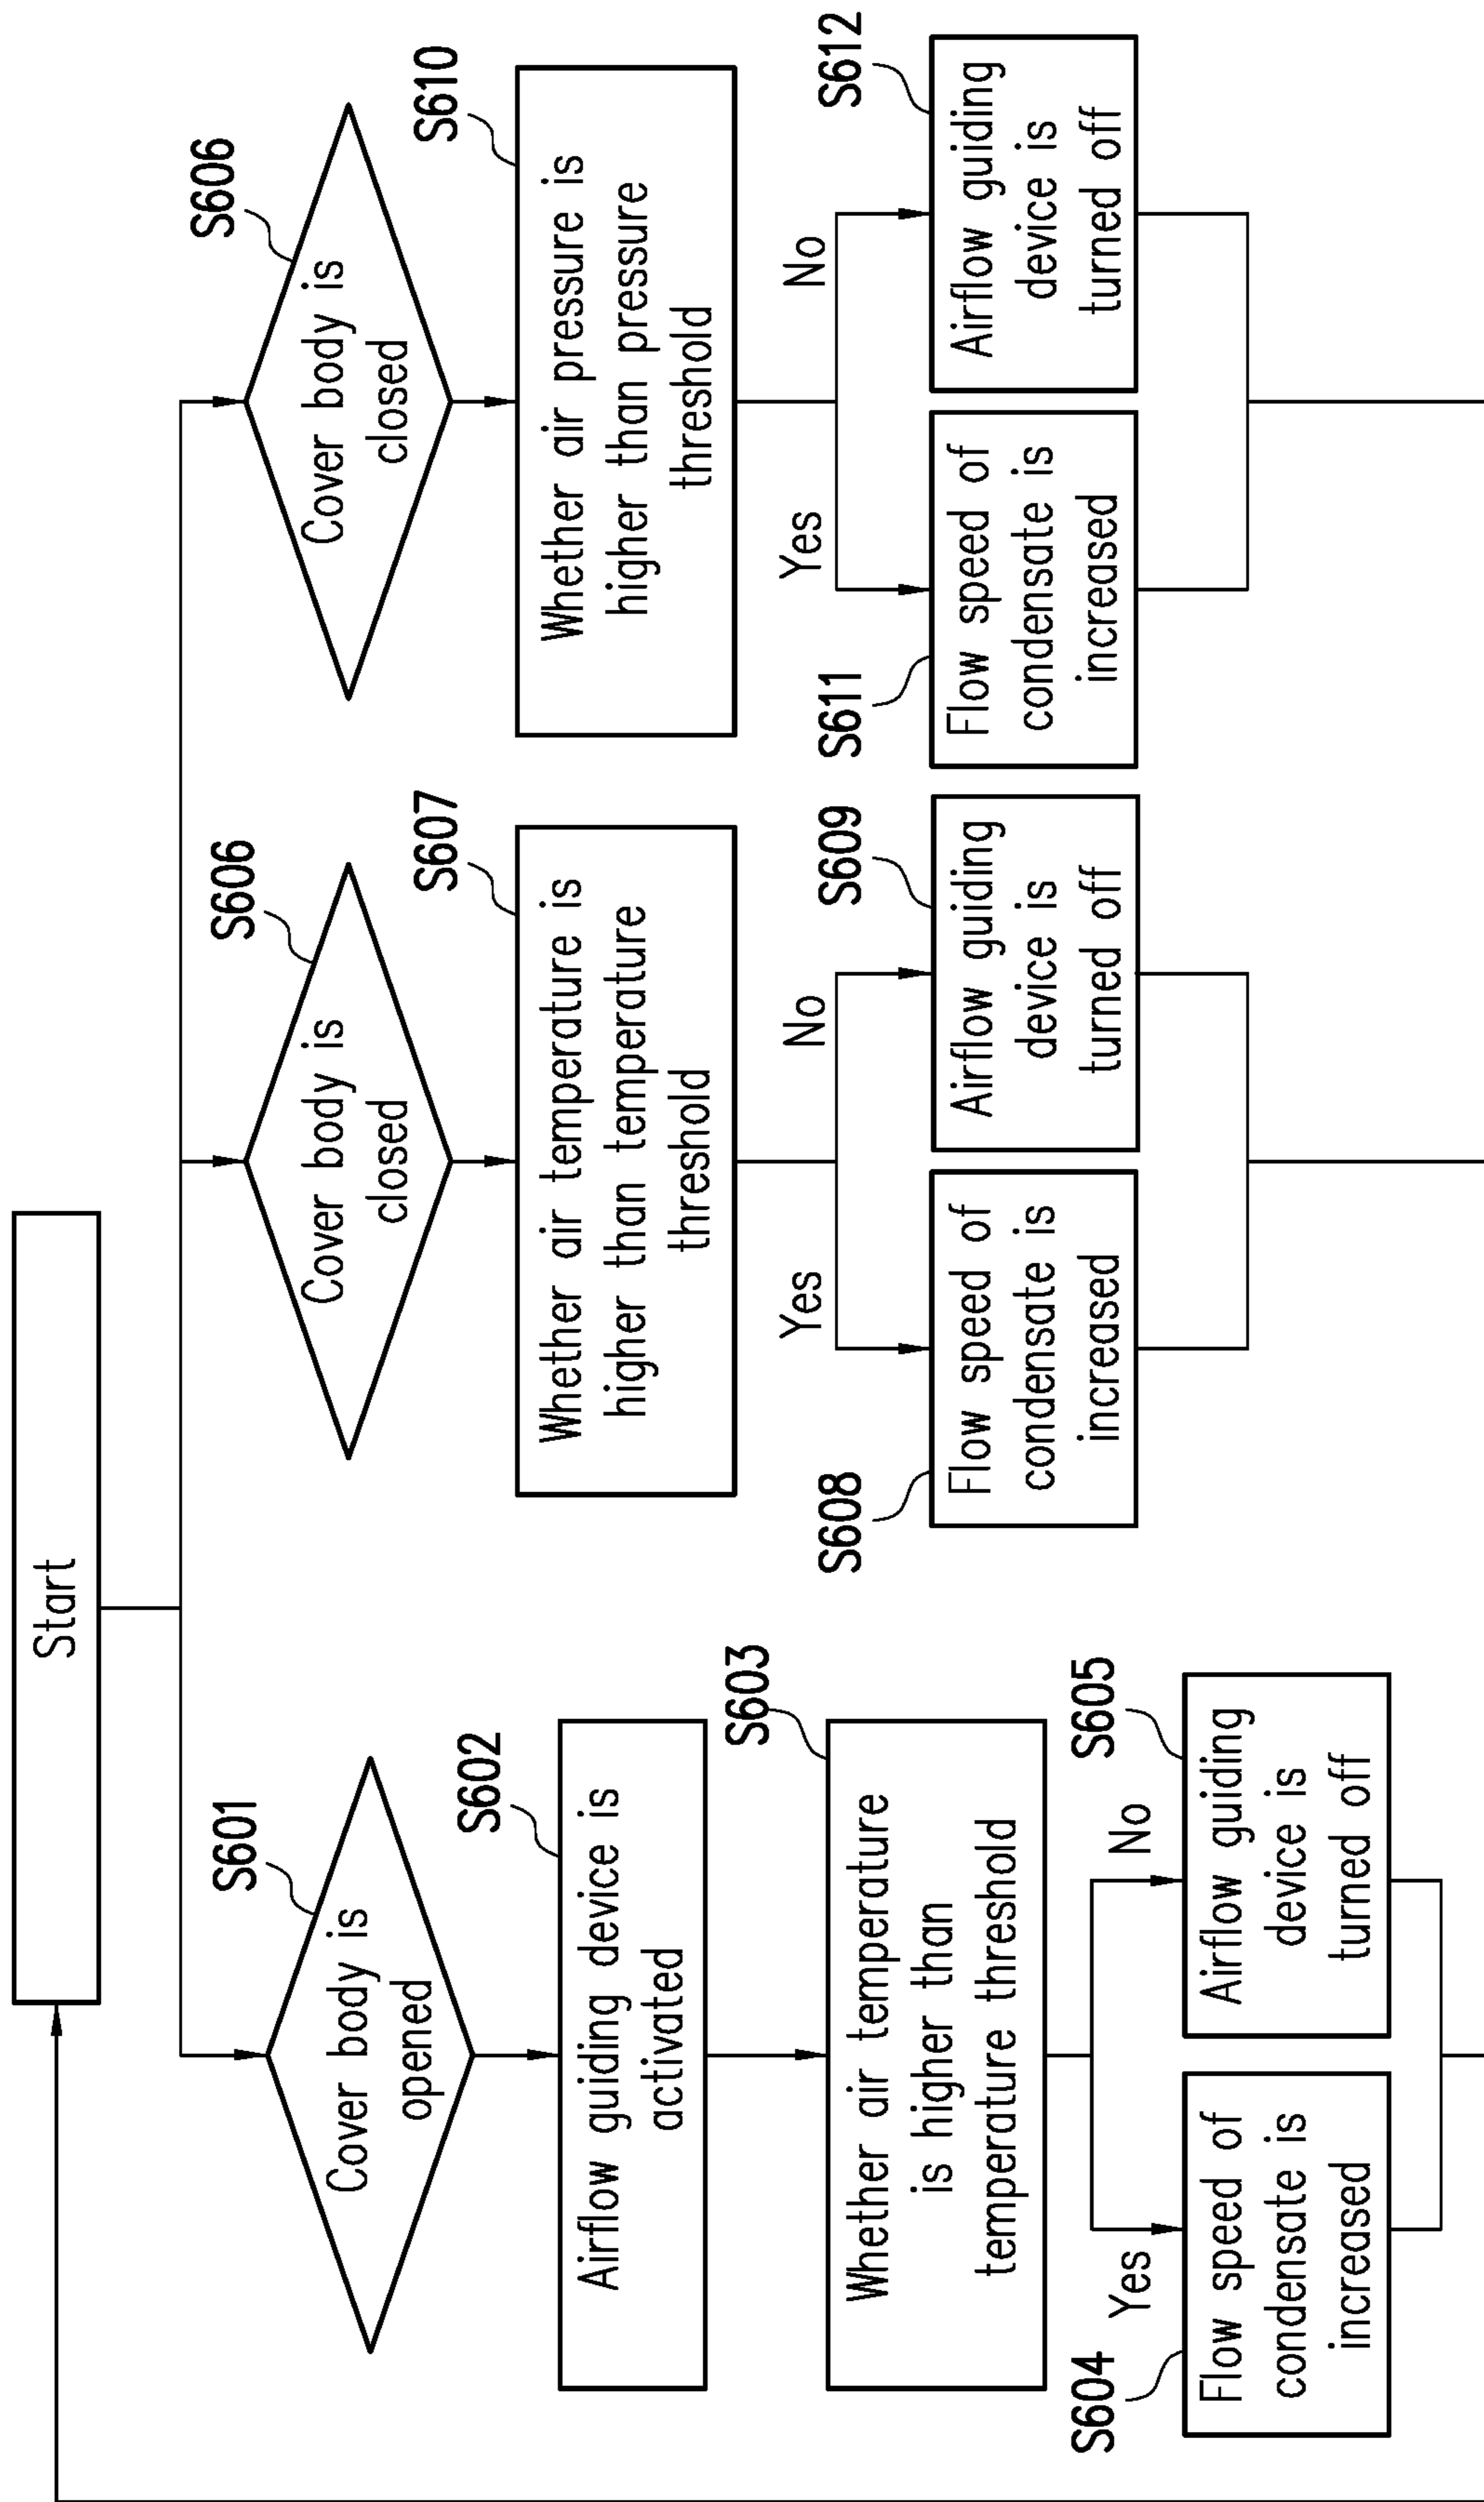 Start
S601
Cover body is
opened
S602
Airflow guiding device is
activated
S603
Whether air temperature
is higher than
temperature threshold
Yes
No
S604
Flow speed of
condensate is
increased
S605
Airflow guiding
device is
turned off
S606
Cover body is
closed
S607
Whether air temperature is
higher than temperature
threshold
Yes
No
S608
Flow speed of
condensate is
increased
S609
Airflow guiding
device is
turned off
S606
Cover body is
closed
S610
Whether air pressure is
higher than pressure
threshold
Yes
No
S611
Flow speed of
condensate is
increased
S612
Airflow guiding
device is
turned off